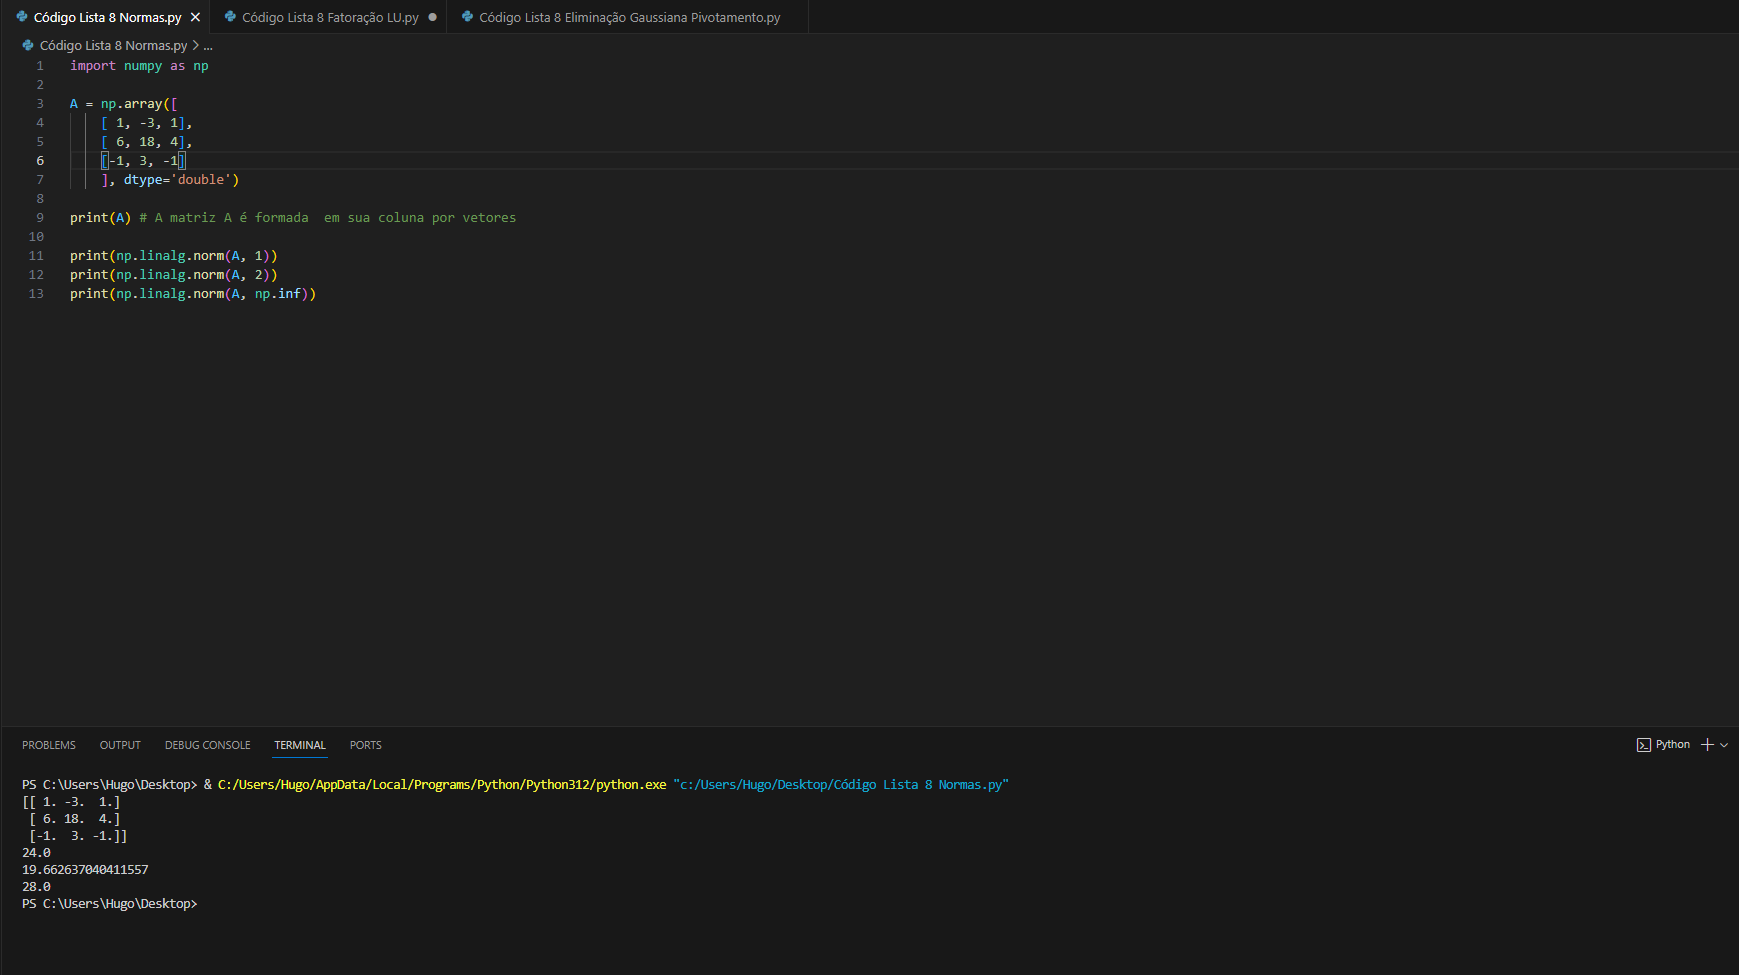 Código Lista 8 Normas.py Código Lista 8 Fatoração LU.py Código Lista 8 Eliminação Gaussiana Pivotamento.py
Código Lista 8 Normas.py > ...
1 import numpy as np
2
3 A = np.array([
4 [ 1, -3, 1],
5 [ 6, 18, 4],
6 [-1, 3, -1]
7 ], dtype='double')
8
9 print(A) # A matriz A é formada  em sua coluna por vetores
10
11 print(np.linalg.norm(A, 1))
12 print(np.linalg.norm(A, 2))
13 print(np.linalg.norm(A, np.inf))
PROBLEMS OUTPUT DEBUG CONSOLE TERMINAL PORTS Python
PS C:\Users\Hugo\Desktop> & C:/Users/Hugo/AppData/Local/Programs/Python/Python312/python.exe "c:/Users/Hugo/Desktop/Código Lista 8 Normas.py"
[[ 1. -3.  1.]
 [ 6. 18.  4.]
 [-1.  3. -1.]]
24.0
19.662637040411557
28.0
PS C:\Users\Hugo\Desktop>